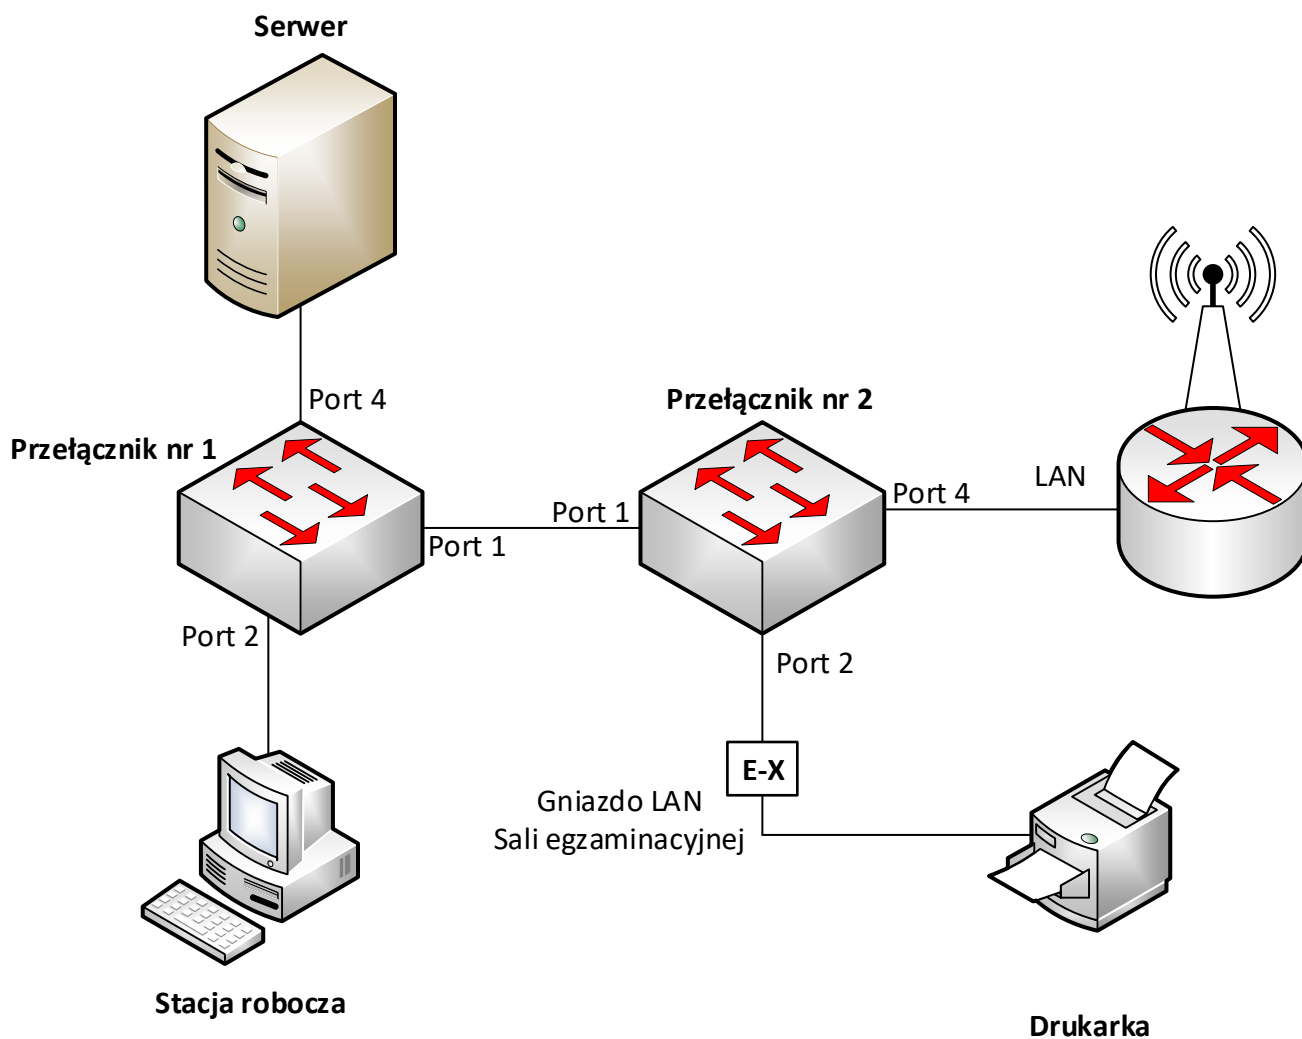 Serwer
Port 4
Przełącznik nr 1
Przełącznik nr 2
Port 1
Port 1
Port 4
LAN
Port 2
Port 2
E-X
Gniazdo LAN
Sali egzaminacyjnej
Stacja robocza
Drukarka